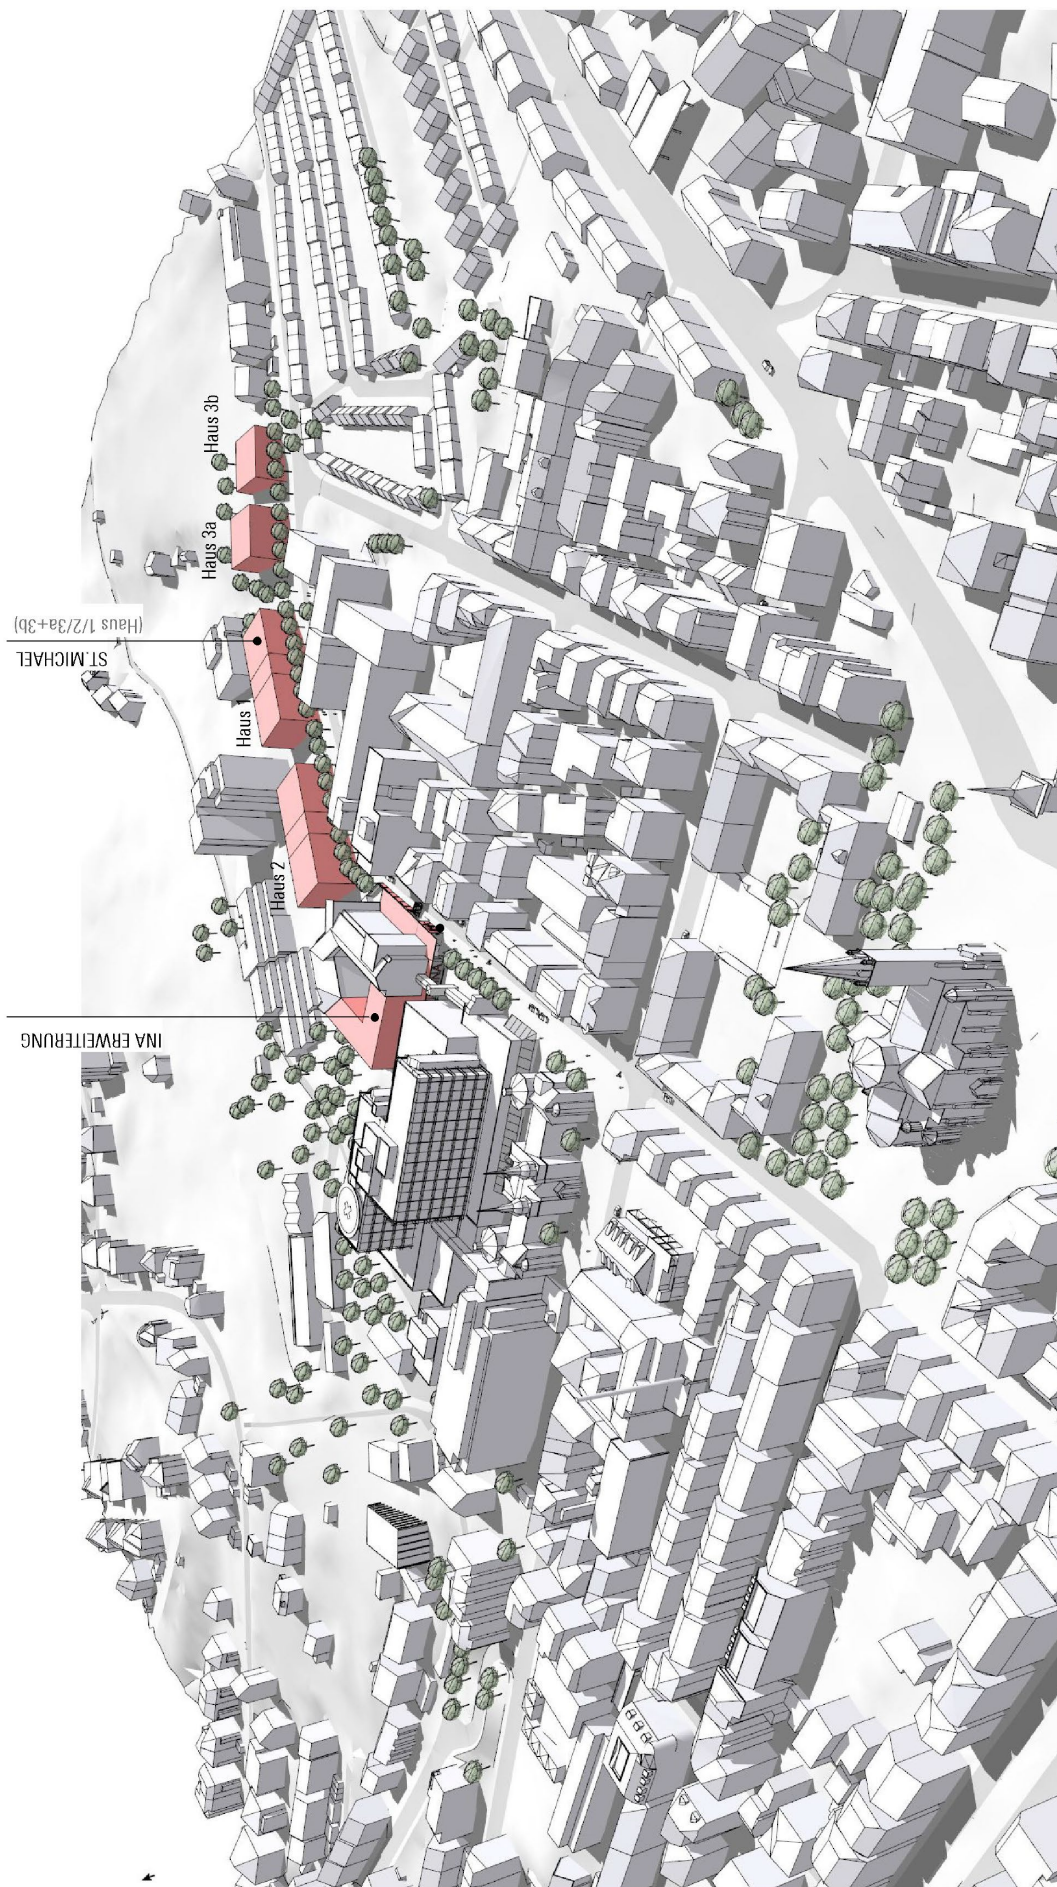 INA ERWEITERUNG
ST.MICHAEL
(Haus 1/2/3a+3b)
Haus 2
Haus 1
Haus 3a
Haus 3b